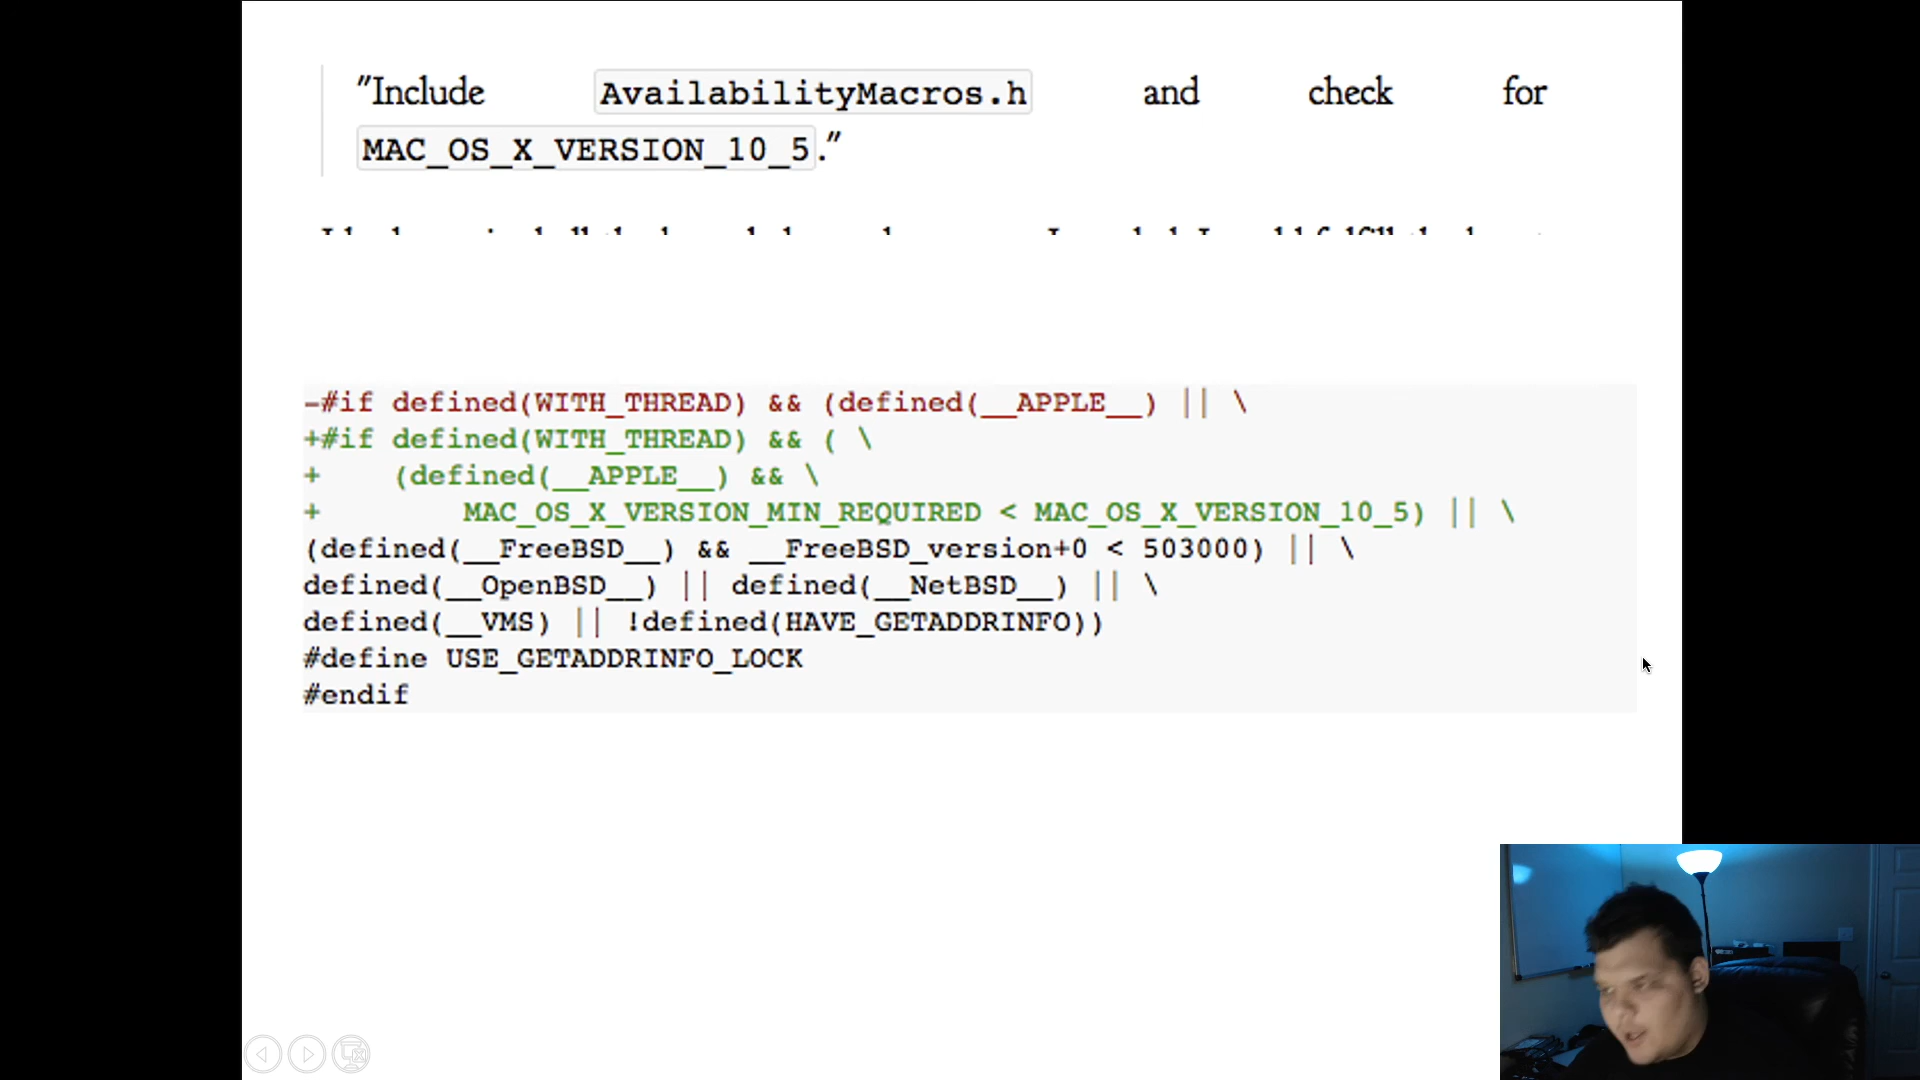 "Include AvailabilityMacros.h and check for
MAC_OS_X_VERSION_10_5."
-#if defined(WITH_THREAD) && (defined(__APPLE__) || \
+#if defined(WITH_THREAD) && ( \
+    (defined(__APPLE__) && \
+        MAC_OS_X_VERSION_MIN_REQUIRED < MAC_OS_X_VERSION_10_5) || \
(defined(__FreeBSD__) && __FreeBSD_version+0 < 503000) || \
defined(__OpenBSD__) || defined(__NetBSD__) || \
defined(__VMS) || !defined(HAVE_GETADDRINFO))
#define USE_GETADDRINFO_LOCK
#endif